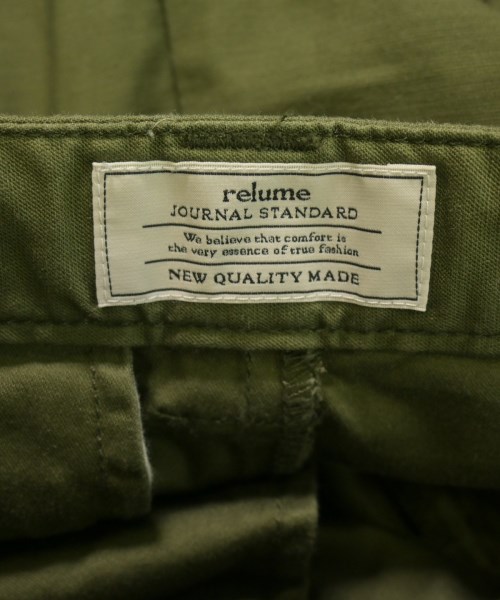 relume
JOURNAL STANDARD
We believe that comfort is
the very essence of true fashion
NEW QUALITY MADE